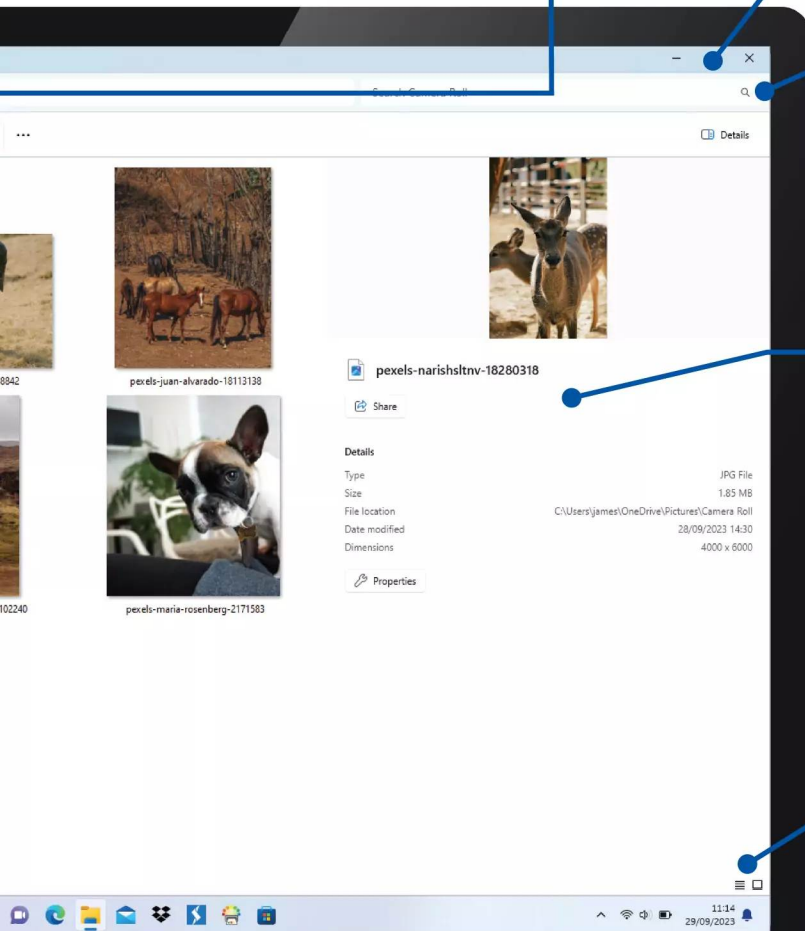 Search Camera Roll
Details
8842
pexels-juan-alvarado-18113138
102240
pexels-maria-rosenberg-2171583
pexels-narishsltnv-18280318
Share
Details
Type JPG File
Size 1.85 MB
File location C:\Users\james\OneDrive\Pictures\Camera Roll
Date modified 28/09/2023 14:30
Dimensions 4000 x 6000
Properties
11:14
29/09/2023